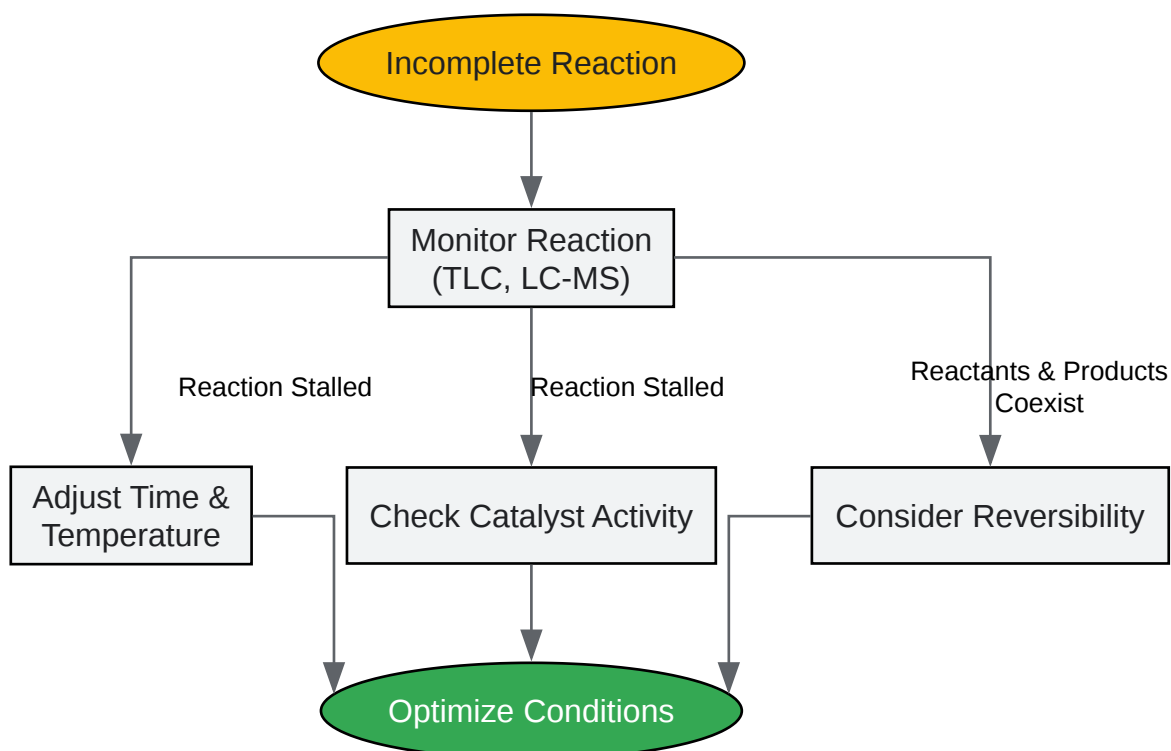 Incomplete Reaction
Monitor Reaction
(TLC, LC-MS)
Reaction Stalled
Reaction Stalled
Reactants & Products
Coexist
Adjust Time &
Temperature
Check Catalyst Activity
Consider Reversibility
Optimize Conditions